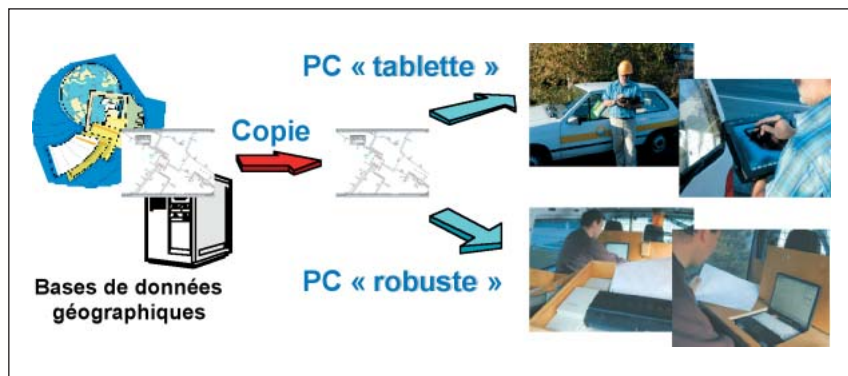 PC « tablette »
Copie
PC « robuste »
Bases de données
géographiques